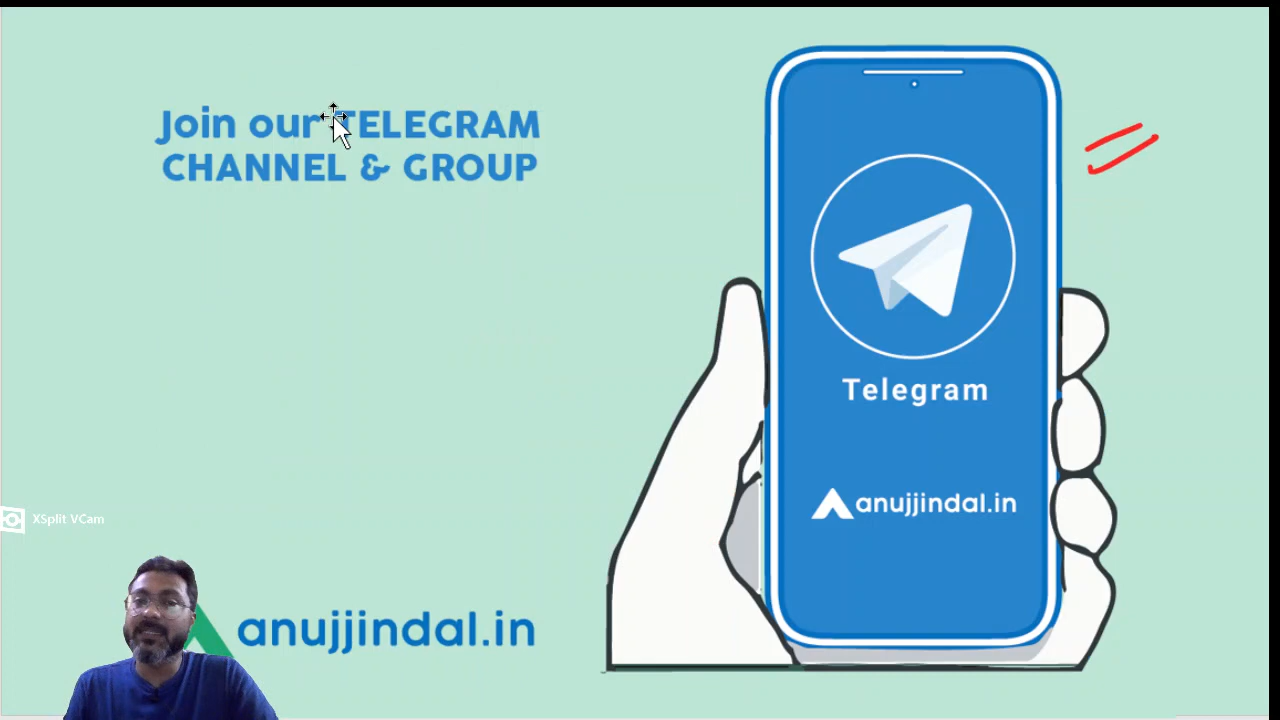 Join our TELEGRAM
CHANNEL & GROUP
Telegram
anujjindal.in
XSplit VCam
anujjindal.in